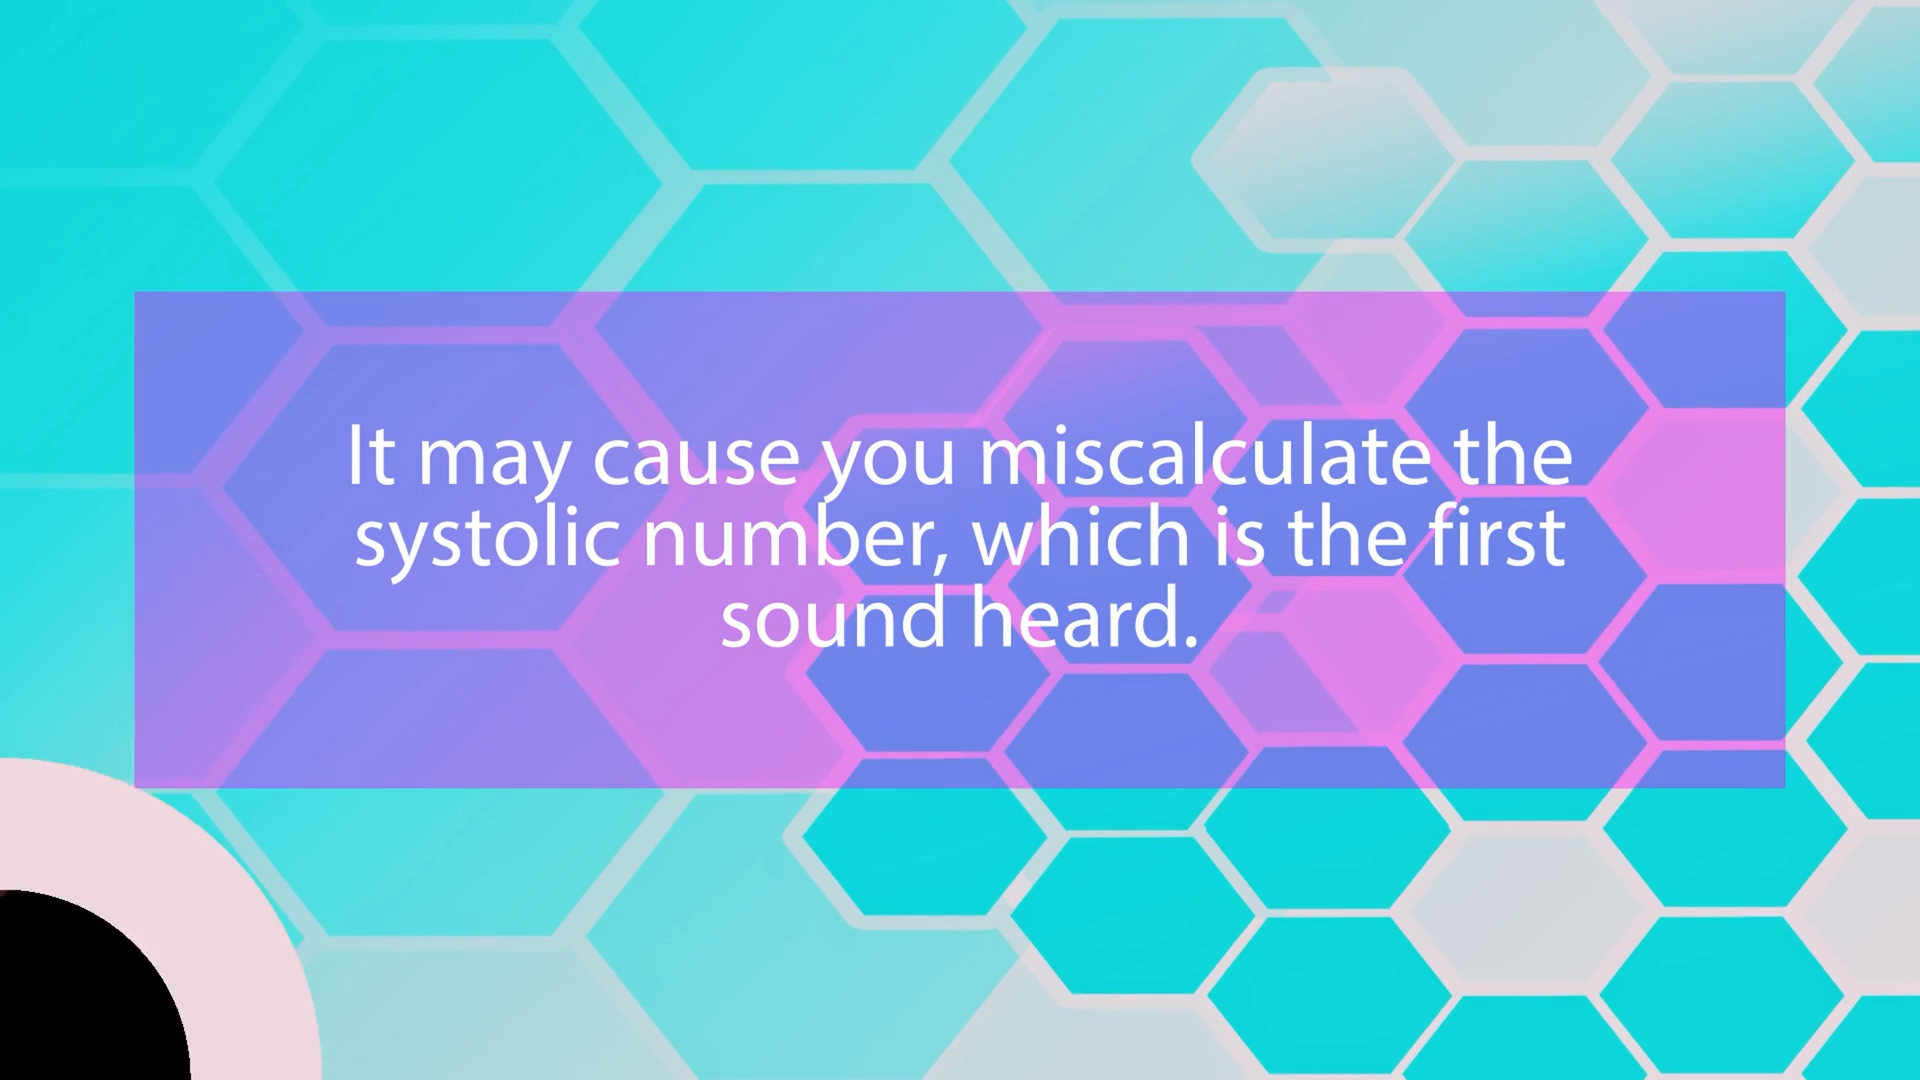 It may cause you miscalculate the
systolic number, which is the first
sound heard.